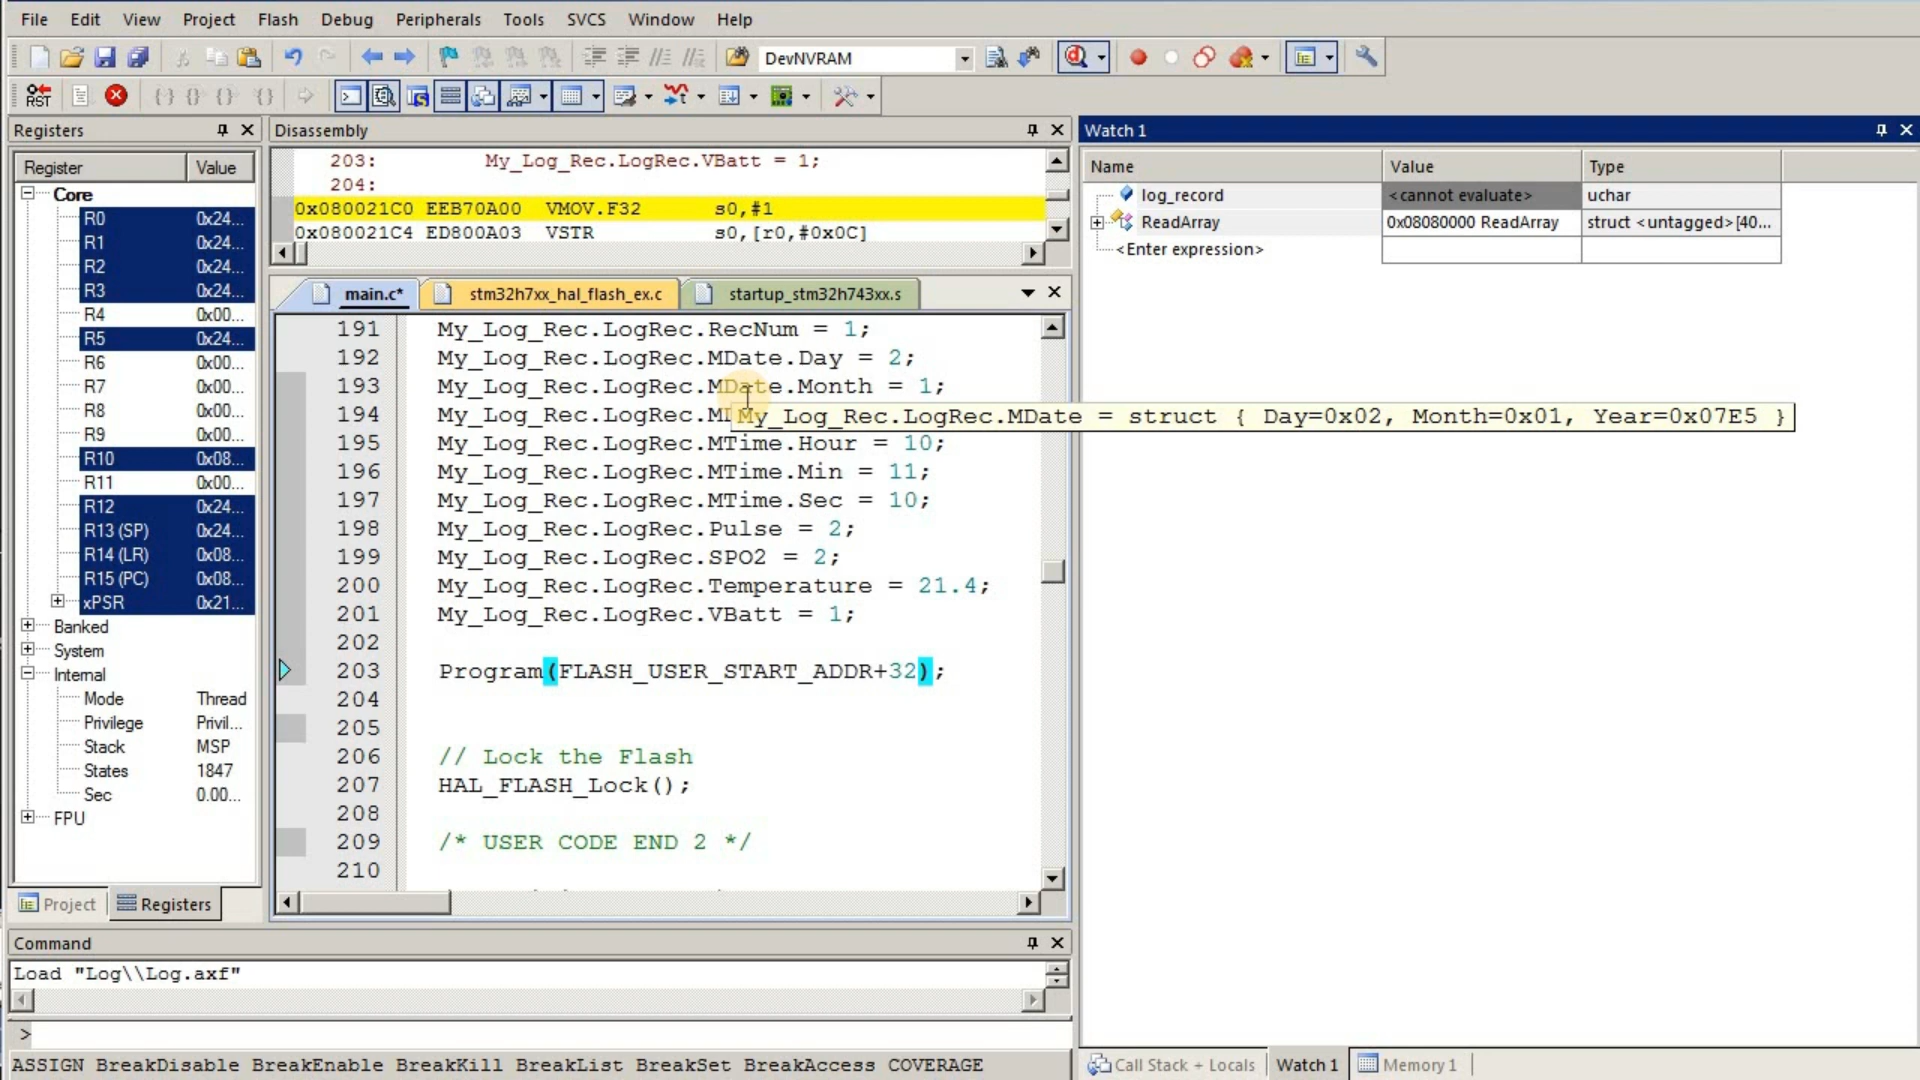 File Edit View Project Flash Debug Peripherals Tools SVCS Window Help
DevNVRAM
RST
Registers
Register Value
Core
R0 0x24...
R1 0x24...
R2 0x24...
R3 0x24...
R4 0x00...
R5 0x24...
R6 0x00...
R7 0x00...
R8 0x00...
R9 0x00...
R10 0x08...
R11 0x00...
R12 0x24...
R13 (SP) 0x24...
R14 (LR) 0x08...
R15 (PC) 0x08...
xPSR 0x21...
Banked
System
Internal
Mode Thread
Privilege Privil...
Stack MSP
States 1847
Sec 0.00...
FPU
Project Registers
Disassembly
203: My_Log_Rec.LogRec.VBatt = 1;
204:
0x080021C0 EEB70A00 VMOV.F32 s0,#1
0x080021C4 ED800A03 VSTR s0,[r0,#0x0C]
main.c* stm32h7xx_hal_flash_ex.c startup_stm32h743xx.s
191 My_Log_Rec.LogRec.RecNum = 1;
192 My_Log_Rec.LogRec.MDate.Day = 2;
193 My_Log_Rec.LogRec.MDate.Month = 1;
194 My_Log_Rec.LogRec.
My_Log_Rec.LogRec.MDate = struct { Day=0x02, Month=0x01, Year=0x07E5 }
195 My_Log_Rec.LogRec.MTime.Hour = 10;
196 My_Log_Rec.LogRec.MTime.Min = 11;
197 My_Log_Rec.LogRec.MTime.Sec = 10;
198 My_Log_Rec.LogRec.Pulse = 2;
199 My_Log_Rec.LogRec.SPO2 = 2;
200 My_Log_Rec.LogRec.Temperature = 21.4;
201 My_Log_Rec.LogRec.VBatt = 1;
202
203 Program(FLASH_USER_START_ADDR+32);
204
205
206 // Lock the Flash
207 HAL_FLASH_Lock();
208
209 /* USER CODE END 2 */
210
Watch 1
Name Value Type
log_record <cannot evaluate> uchar
ReadArray 0x08080000 ReadArray struct <untagged>[40...
<Enter expression>
Command
Load "Log\\Log.axf"
>
ASSIGN BreakDisable BreakEnable BreakKill BreakList BreakSet BreakAccess COVERAGE
Call Stack + Locals Watch 1 Memory 1